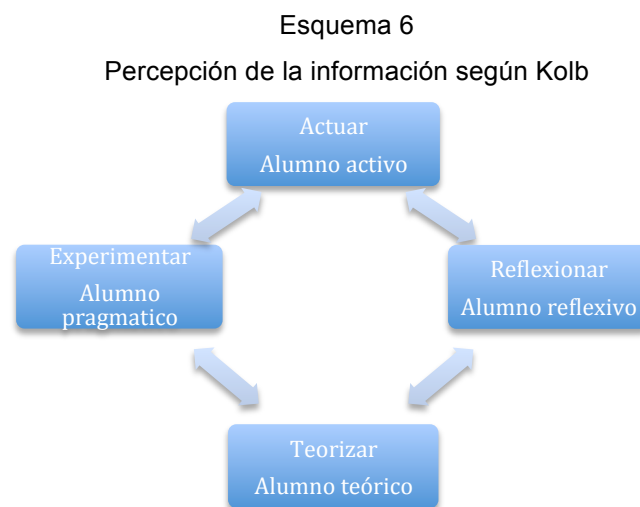 Esquema 6
Percepción de la información según Kolb
Actuar
Alumno activo
Experimentar
Alumno
pragmatico
Reflexionar
Alumno reflexivo
Teorizar
Alumno teórico